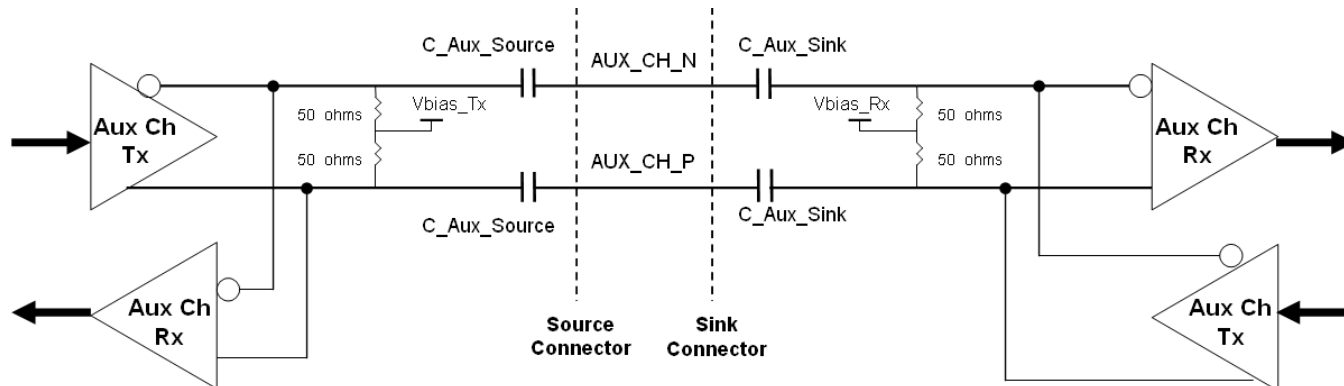 C_Aux_Source
AUX_CH_N
C_Aux_Sink
Aux Ch
Tx
50 ohms
Vbias_Tx
50 ohms
Vbias_Rx
50 ohms
50 ohms
Aux Ch
Rx
AUX_CH_P
C_Aux_Source
C_Aux_Sink
Aux Ch
Rx
Source
Connector
Sink
Connector
Aux Ch
Tx